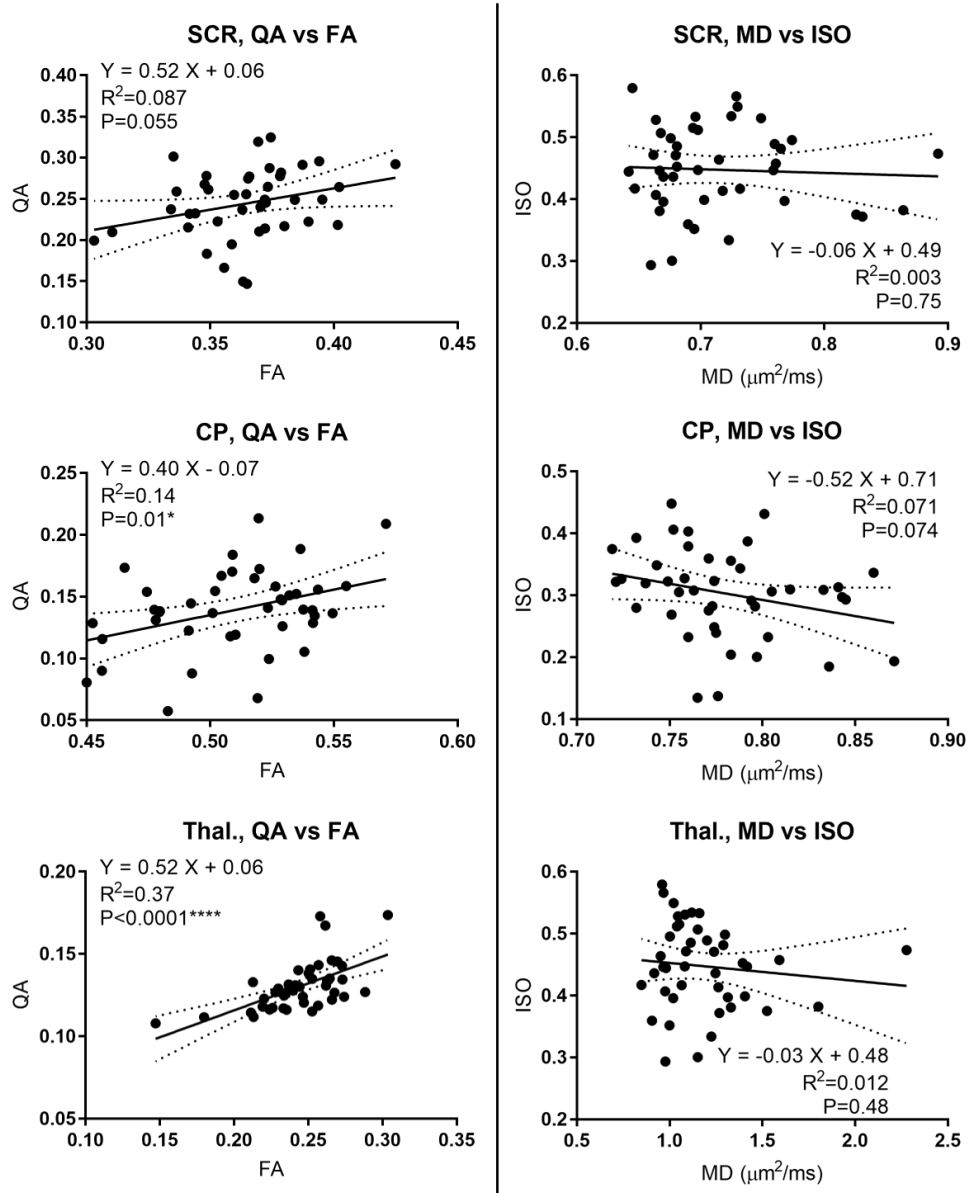 SCR, QA vs FA
Y = 0.52 X + 0.06
R²=0.087
P=0.055
QA
0.40
0.35
0.30
0.25
0.20
0.15
0.10
0.30 0.35 0.40 0.45
FA
SCR, MD vs ISO
ISO
0.6
0.5
0.4
0.3
0.2
Y = -0.06 X + 0.49
R²=0.003
P=0.75
0.6 0.7 0.8 0.9
MD (μm²/ms)
CP, QA vs FA
Y = 0.40 X - 0.07
R²=0.14
P=0.01*
QA
0.25
0.20
0.15
0.10
0.05
0.45 0.50 0.55 0.60
FA
CP, MD vs ISO
Y = -0.52 X + 0.71
R²=0.071
P=0.074
ISO
0.5
0.4
0.3
0.2
0.1
0.70 0.75 0.80 0.85 0.90
MD (μm²/ms)
Thal., QA vs FA
Y = 0.52 X + 0.06
R²=0.37
P<0.0001****
QA
0.20
0.15
0.10
0.05
0.10 0.15 0.20 0.25 0.30 0.35
FA
Thal., MD vs ISO
ISO
0.6
0.5
0.4
0.3
0.2
Y = -0.03 X + 0.48
R²=0.012
P=0.48
0.5 1.0 1.5 2.0 2.5
MD (μm²/ms)